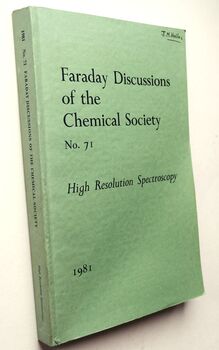 Faraday Discussions
of the
Chemical Society
No. 71
High Resolution Spectroscopy
1981
1981
No. 71 FARADAY DISCUSSIONS OF THE CHEMICAL SOCIETY